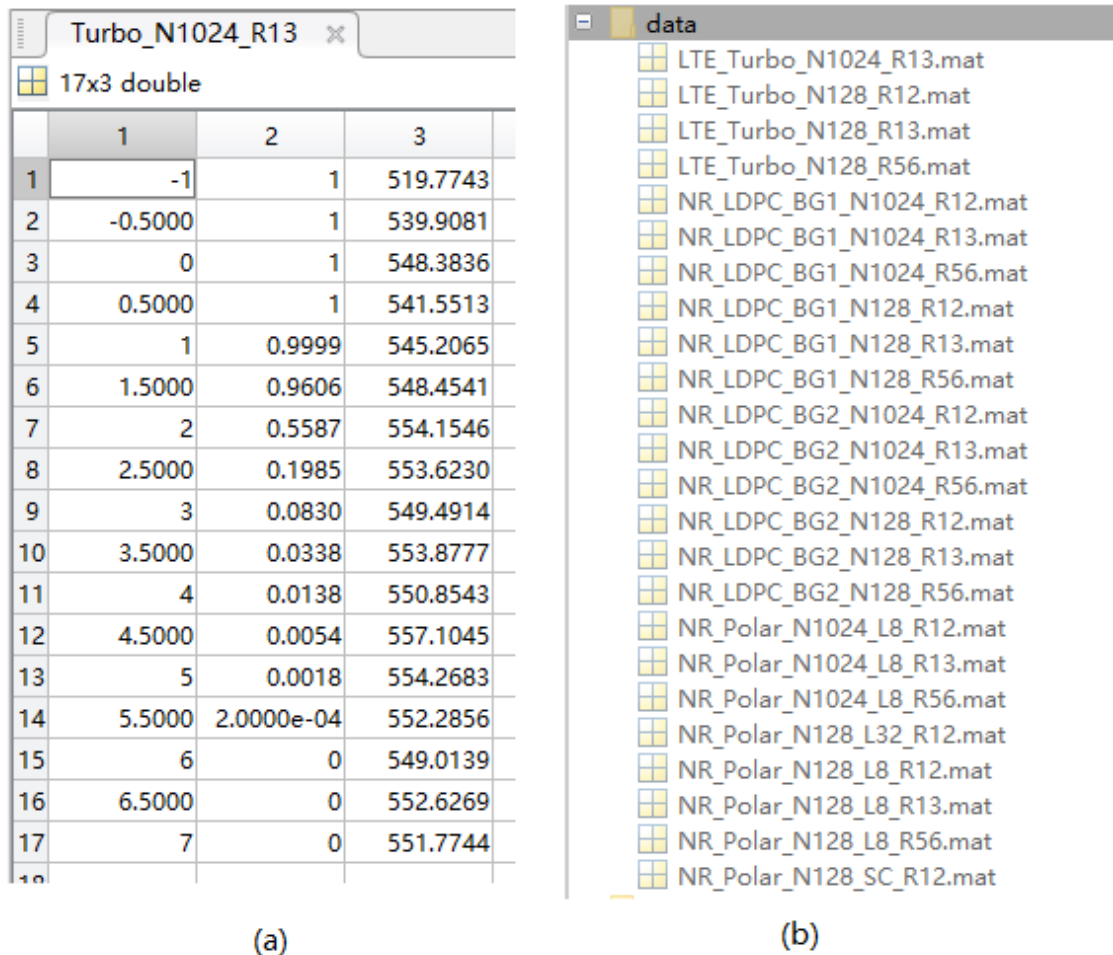 Turbo_N1024_R13
17x3 double
1 2 3
1 -1 1 519.7743
2 -0.5000 1 539.9081
3 0 1 548.3836
4 0.5000 1 541.5513
5 1 0.9999 545.2065
6 1.5000 0.9606 548.4541
7 2 0.5587 554.1546
8 2.5000 0.1985 553.6230
9 3 0.0830 549.4914
10 3.5000 0.0338 553.8777
11 4 0.0138 550.8543
12 4.5000 0.0054 557.1045
13 5 0.0018 554.2683
14 5.5000 2.0000e-04 552.2856
15 6 0 549.0139
16 6.5000 0 552.6269
17 7 0 551.7744
(a)
data
LTE_Turbo_N1024_R13.mat
LTE_Turbo_N128_R12.mat
LTE_Turbo_N128_R13.mat
LTE_Turbo_N128_R56.mat
NR_LDPC_BG1_N1024_R12.mat
NR_LDPC_BG1_N1024_R13.mat
NR_LDPC_BG1_N1024_R56.mat
NR_LDPC_BG1_N128_R12.mat
NR_LDPC_BG1_N128_R13.mat
NR_LDPC_BG1_N128_R56.mat
NR_LDPC_BG2_N1024_R12.mat
NR_LDPC_BG2_N1024_R13.mat
NR_LDPC_BG2_N1024_R56.mat
NR_LDPC_BG2_N128_R12.mat
NR_LDPC_BG2_N128_R13.mat
NR_LDPC_BG2_N128_R56.mat
NR_Polar_N1024_L8_R12.mat
NR_Polar_N1024_L8_R13.mat
NR_Polar_N1024_L8_R56.mat
NR_Polar_N128_L32_R12.mat
NR_Polar_N128_L8_R12.mat
NR_Polar_N128_L8_R13.mat
NR_Polar_N128_L8_R56.mat
NR_Polar_N128_SC_R12.mat
(b)